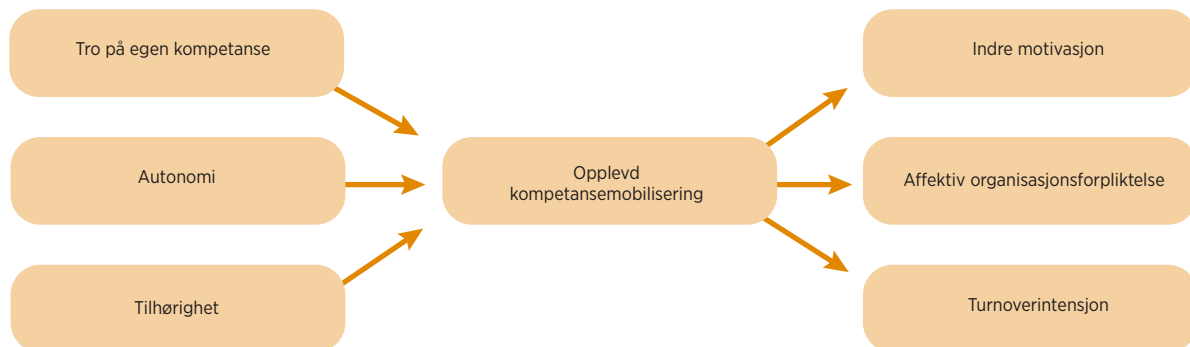 Tro på egen kompetanse
Autonomi
Tilhørighet
Opplevd
kompetansemobilisering
Indre motivasjon
Affektiv organisasjonsforpliktelse
Turnoverintensjon